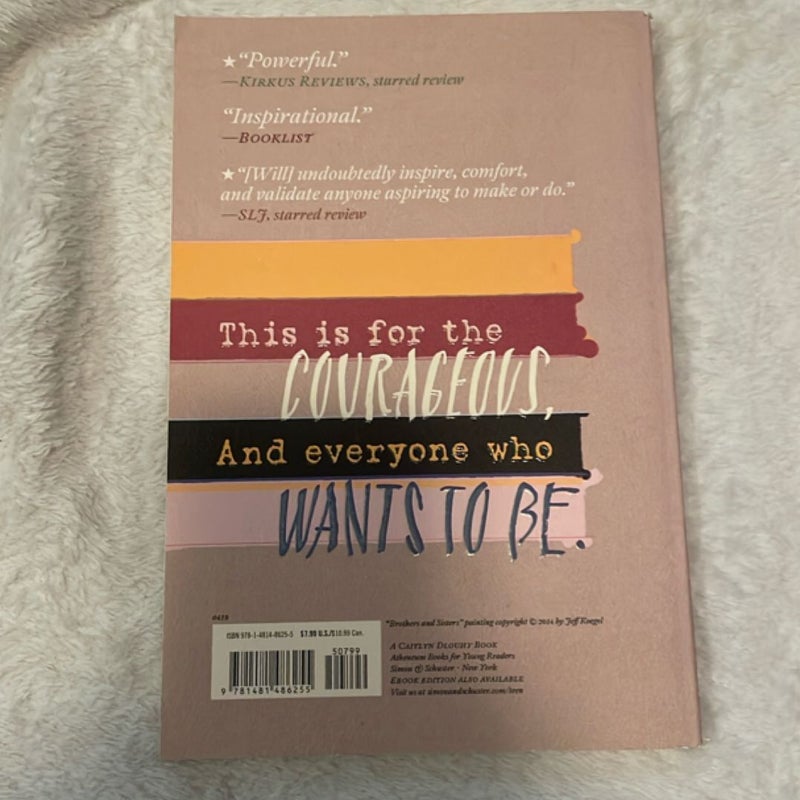 ★“Powerful.”
—KIRKUS REVIEWS, starred review
“Inspirational.”
—BOOKLIST
★“[Will] undoubtedly inspire, comfort,
and validate anyone aspiring to make or do.”
—SLJ, starred review
This is for the
COURAGEOUS,
And everyone who
WANTS TO BE.
0419
"Brothers and Sisters" painting copyright © 2014 by Jeff Koegel
ISBN 978-1-4814-8625-5 $7.99 U.S./$10.99 Can.
50799
9 781481 486255
A CAITLYN DLOUHY BOOK
Atheneum Books for Young Readers
Simon & Schuster · New York
EBOOK EDITION ALSO AVAILABLE
Visit us at simonandschuster.com/teen